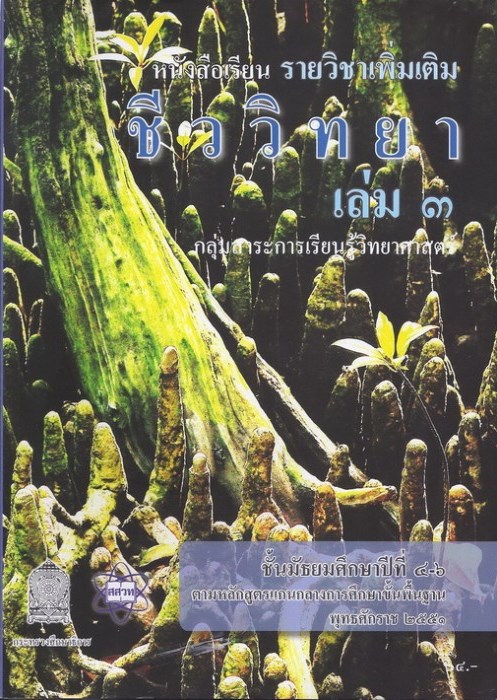 หนังสือเรียน รายวิชาเพิ่มเติม
ชีววิทยา
เล่ม ๓
กลุ่มสาระการเรียนรู้วิทยาศาสตร์
ชั้นมัธยมศึกษาปีที่ ๔-๖
ตามหลักสูตรแกนกลางการศึกษาขั้นพื้นฐาน
พุทธศักราช ๒๕๕๑
สสวท
กระทรวงศึกษาธิการ